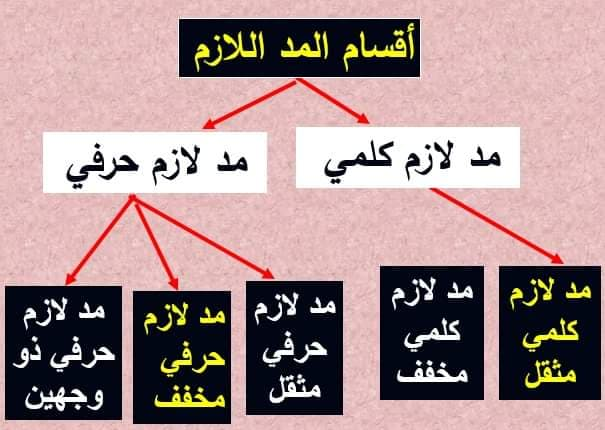 أقسام المد اللازم
مد لازم كلمي
مد لازم حرفي
مد لازم
كلمي
مثقل
مد لازم
كلمي
مخفف
مد لازم
حرفي
مثقل
مد لازم
حرفي
مخفف
مد لازم
حرفي ذو
وجهين